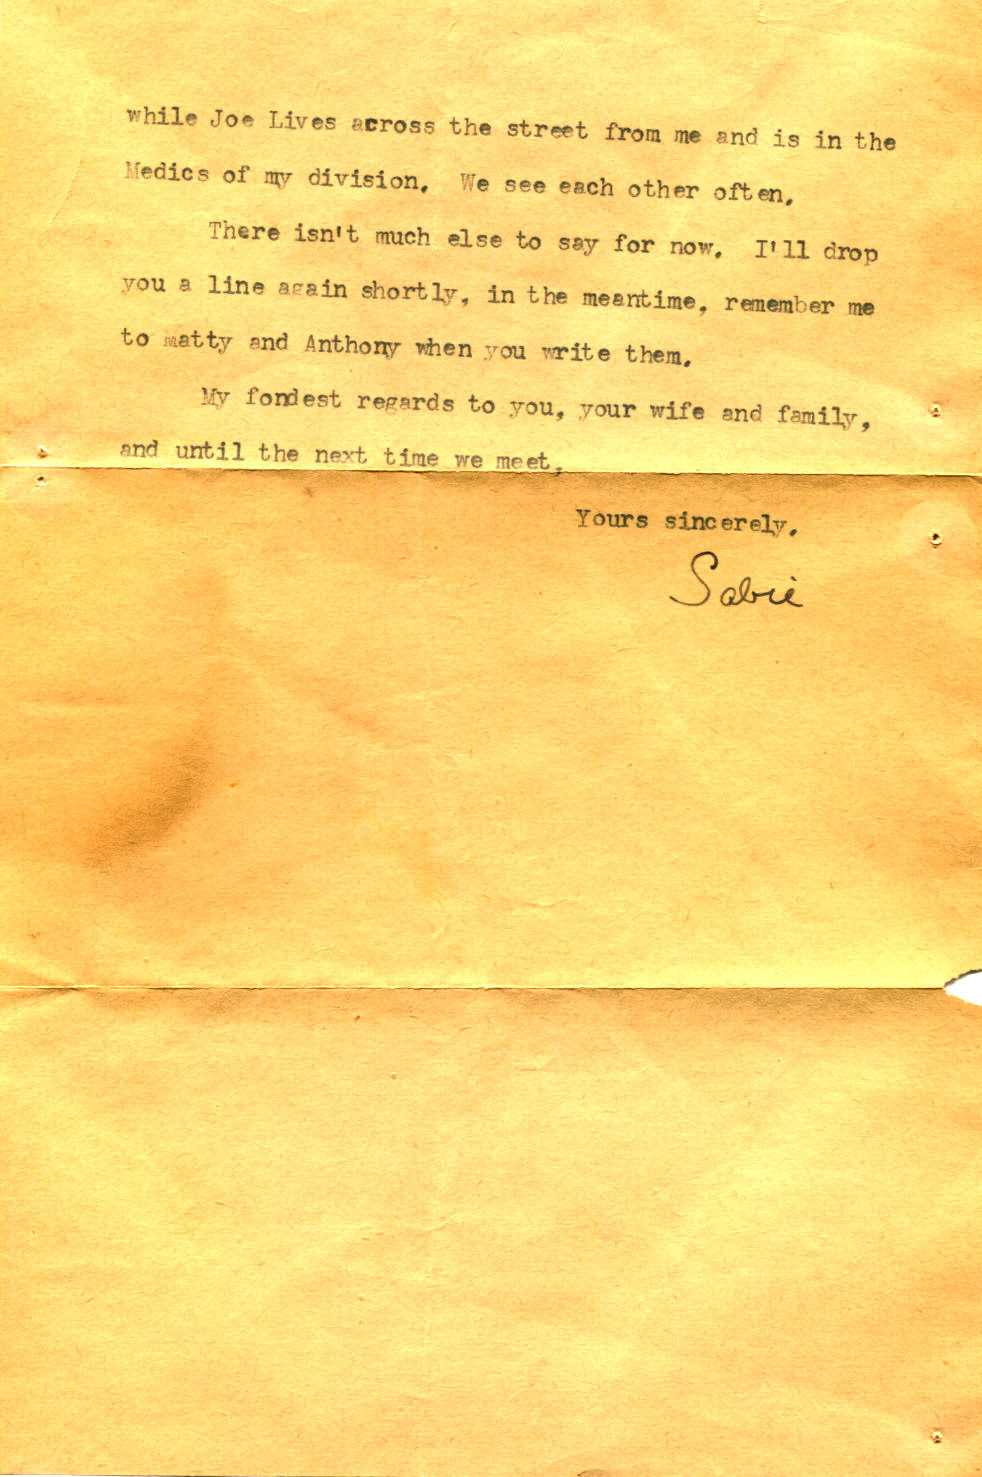 while Joe Lives across the street from me and is in the
Medics of my division. We see each other often.
There isn't much else to say for now. I'll drop
you a line again shortly, in the meantime, remember me
to matty and Anthony when you write them.
My fondest regards to you, your wife and family,
and until the next time we meet,
Yours sincerely.
Sabie